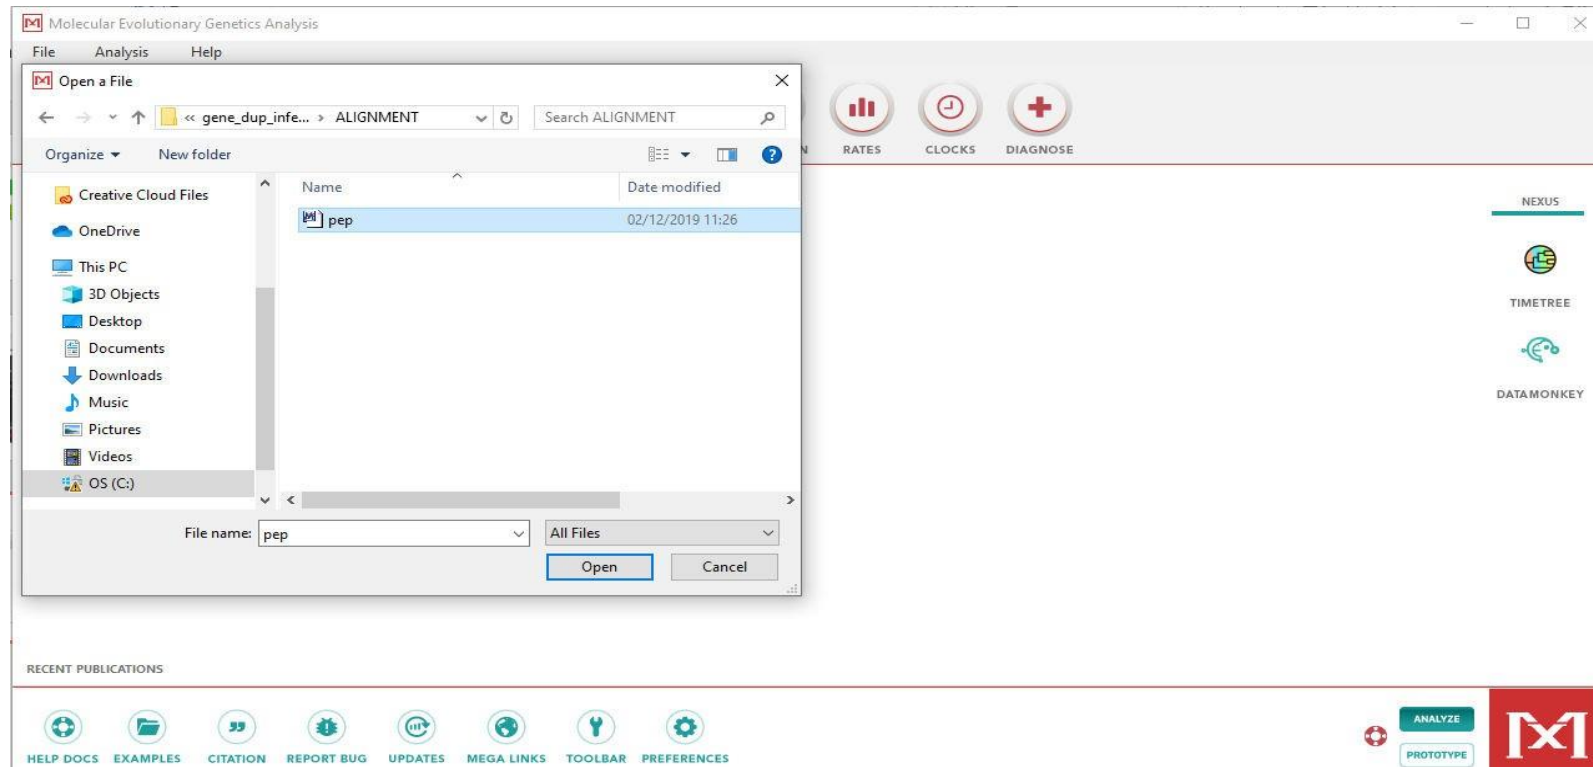 Molecular Evolutionary Genetics Analysis
File Analysis Help
Open a File
« gene_dup_infe... › ALIGNMENT Search ALIGNMENT
Organize New folder
Creative Cloud Files
OneDrive
This PC
3D Objects
Desktop
Documents
Downloads
Music
Pictures
Videos
OS (C:)
Name Date modified
pep 02/12/2019 11:26
File name: pep All Files
Open Cancel
N RATES CLOCKS DIAGNOSE
NEXUS
TIMETREE
DATAMONKEY
RECENT PUBLICATIONS
HELP DOCS EXAMPLES CITATION REPORT BUG UPDATES MEGA LINKS TOOLBAR PREFERENCES
ANALYZE
PROTOTYPE